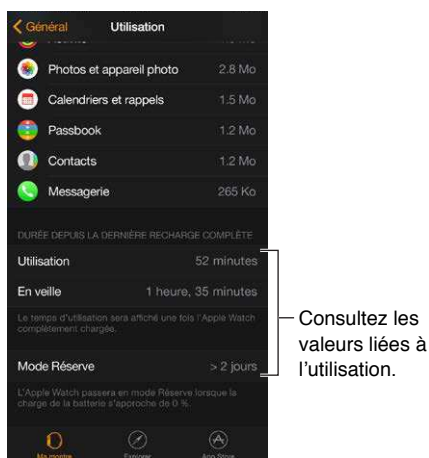 Général
Utilisation
Photos et appareil photo 2.8 Mo
Calendriers et rappels 1.5 Mo
Passbook 1.2 Mo
Contacts 1.2 Mo
Messagerie 265 Ko
DURÉE DEPUIS LA DERNIÈRE RECHARGE COMPLÈTE
Utilisation 52 minutes
En veille 1 heure, 35 minutes
Le temps d'utilisation sera affiché une fois l'Apple Watch
complètement chargée.
Mode Réserve > 2 jours
L'Apple Watch passera en mode Réserve lorsque la
charge de la batterie s'approche de 0 %.
Ma montre
Explorer
App Store
Consultez les
valeurs liées à
l'utilisation.